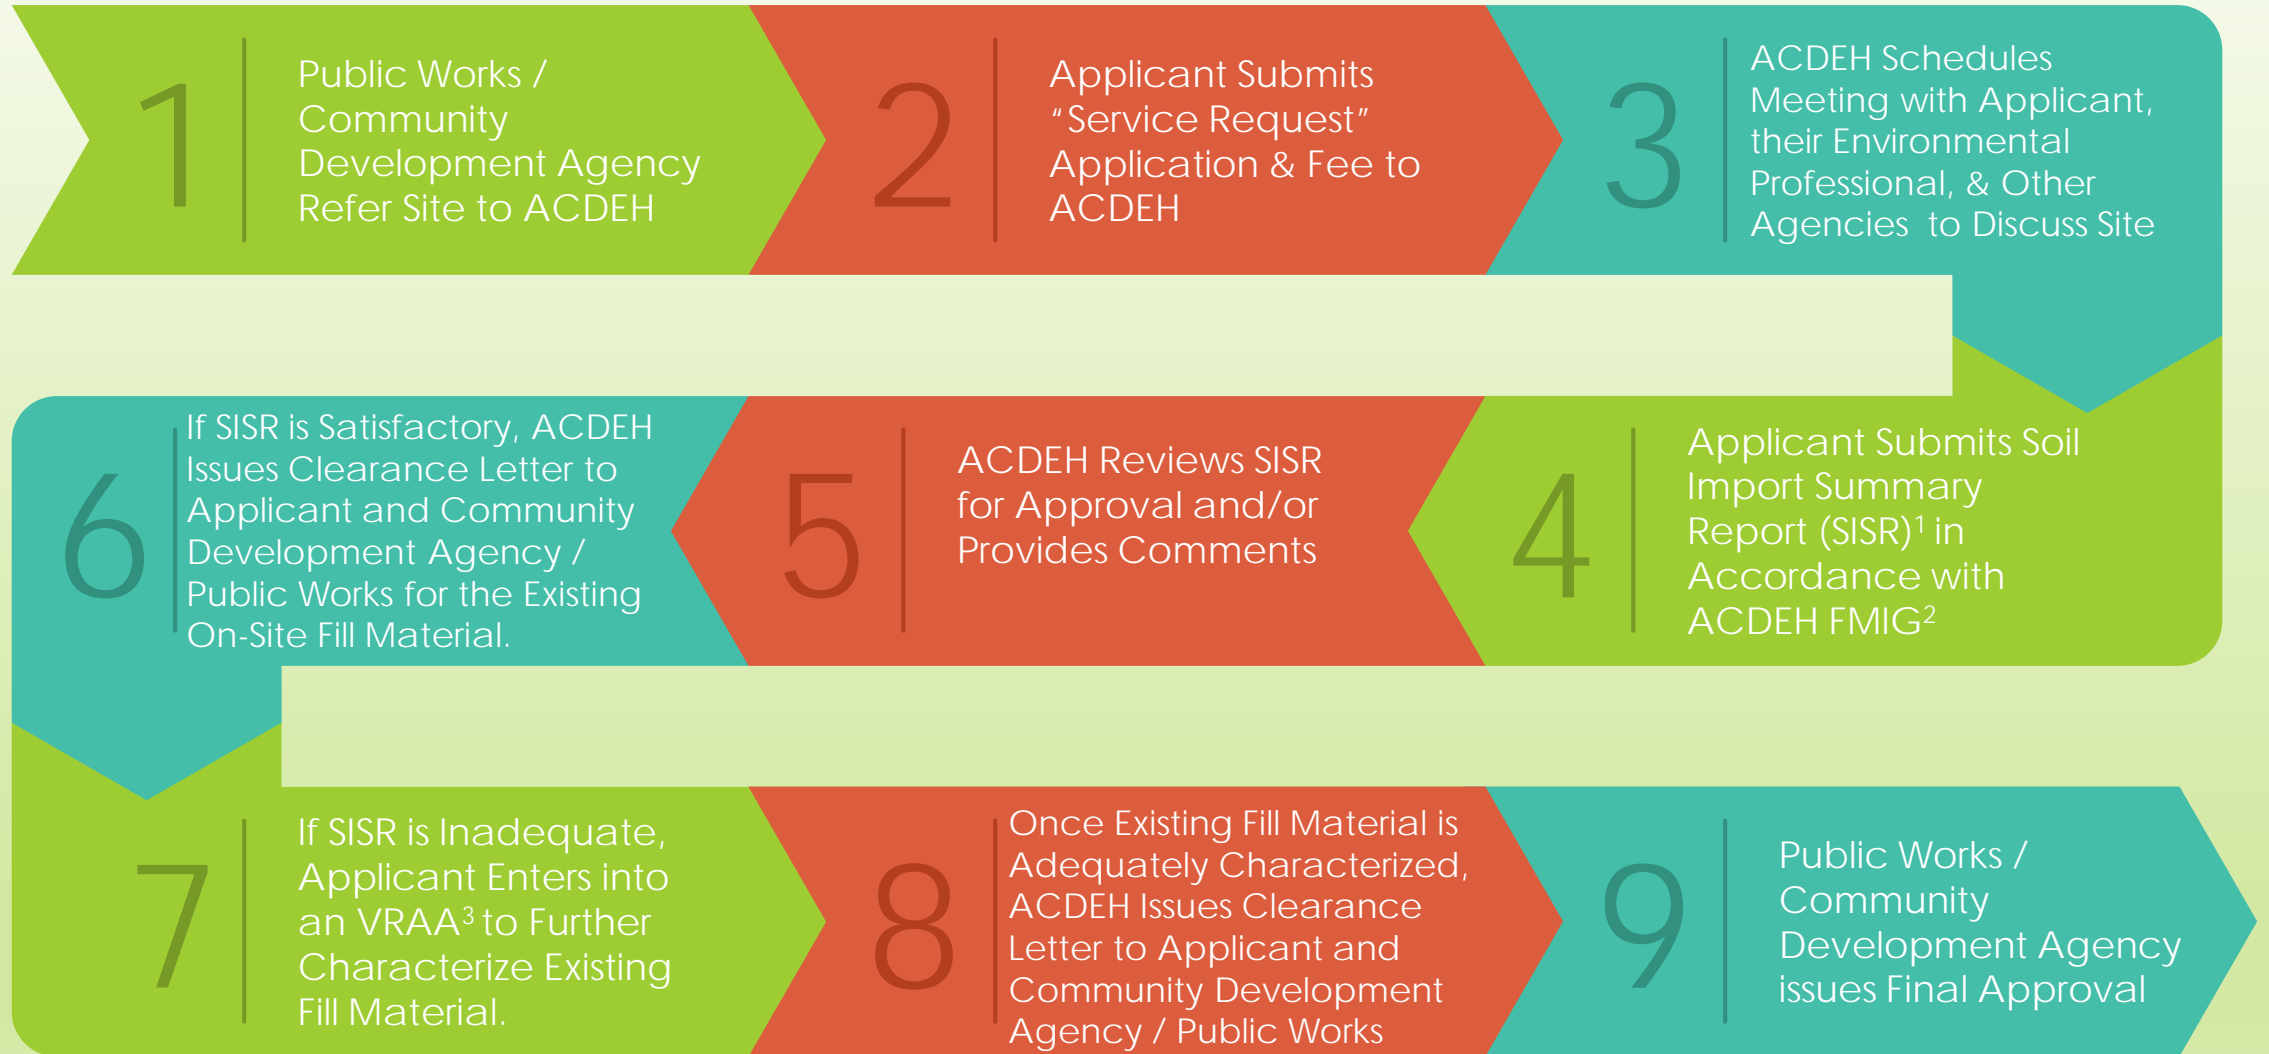 1
Public Works /
Community
Development Agency
Refer Site to ACDEH
2
Applicant Submits
“Service Request”
Application & Fee to
ACDEH
3
ACDEH Schedules
Meeting with Applicant,
their Environmental
Professional, & Other
Agencies to Discuss Site
4
Applicant Submits Soil
Import Summary
Report (SISR)¹ in
Accordance with
ACDEH FMIG²
5
ACDEH Reviews SISR
for Approval and/or
Provides Comments
6
If SISR is Satisfactory, ACDEH
Issues Clearance Letter to
Applicant and Community
Development Agency /
Public Works for the Existing
On-Site Fill Material.
7
If SISR is Inadequate,
Applicant Enters into
an VRAA³ to Further
Characterize Existing
Fill Material.
8
Once Existing Fill Material is
Adequately Characterized,
ACDEH Issues Clearance
Letter to Applicant and
Community Development
Agency / Public Works
9
Public Works /
Community
Development Agency
issues Final Approval